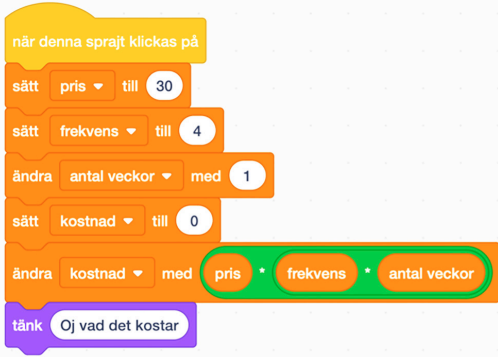 när denna sprajt klickas på
sätt pris till 30
sätt frekvens till 4
ändra antal veckor med 1
sätt kostnad till 0
ändra kostnad med pris * frekvens * antal veckor
tänk Oj vad det kostar